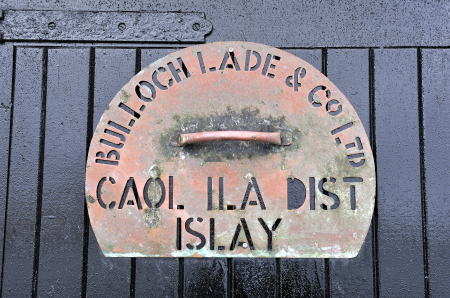 BULLOCH LADE & CO LTD
CAOL ILA DIST
ISLAY